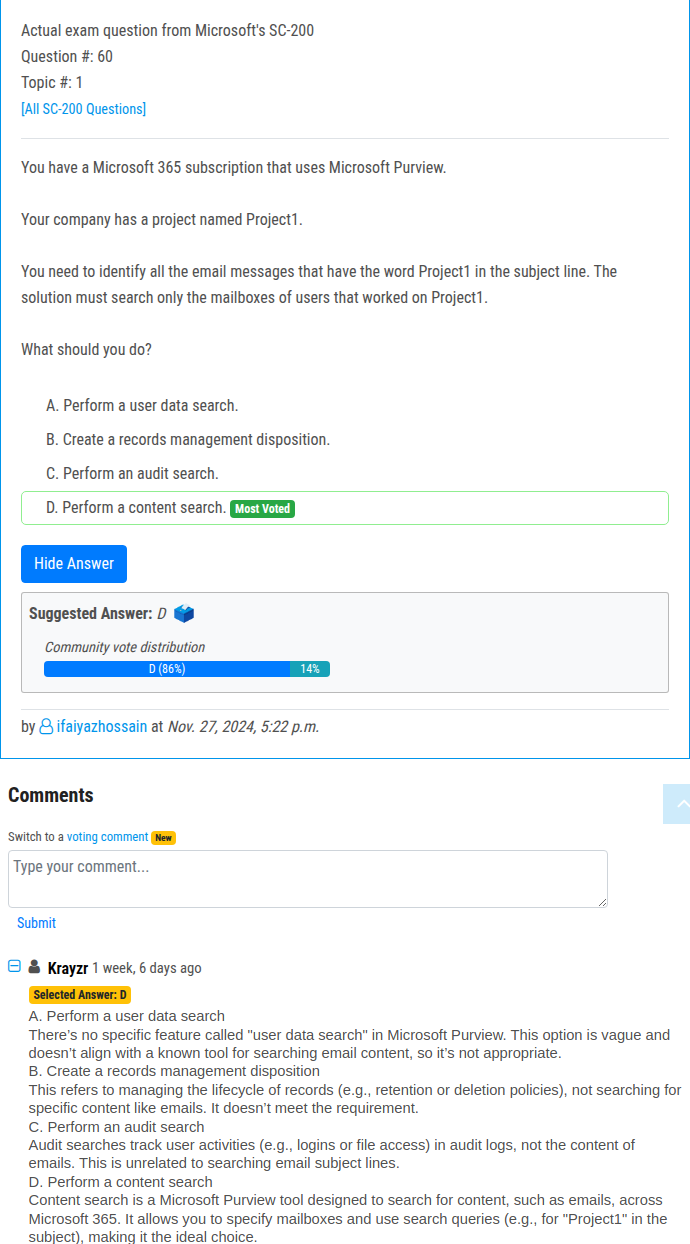 Actual exam question from Microsoft's SC-200
Question #: 60
Topic #: 1
[All SC-200 Questions]
You have a Microsoft 365 subscription that uses Microsoft Purview.
Your company has a project named Project1.
You need to identify all the email messages that have the word Project1 in the subject line. The
solution must search only the mailboxes of users that worked on Project1.
What should you do?
A. Perform a user data search.
B. Create a records management disposition.
C. Perform an audit search.
D. Perform a content search. Most Voted
Hide Answer
Suggested Answer: D
Community vote distribution
D (86%) 14%
by ifaiyazhossain at Nov. 27, 2024, 5:22 p.m.
Comments
Switch to a voting comment New
Type your comment...
Submit
Krayzr 1 week, 6 days ago
Selected Answer: D
A. Perform a user data search
There's no specific feature called "user data search" in Microsoft Purview. This option is vague and
doesn't align with a known tool for searching email content, so it's not appropriate.
B. Create a records management disposition
This refers to managing the lifecycle of records (e.g., retention or deletion policies), not searching for
specific content like emails. It doesn't meet the requirement.
C. Perform an audit search
Audit searches track user activities (e.g., logins or file access) in audit logs, not the content of
emails. This is unrelated to searching email subject lines.
D. Perform a content search
Content search is a Microsoft Purview tool designed to search for content, such as emails, across
Microsoft 365. It allows you to specify mailboxes and use search queries (e.g., for "Project1" in the
subject), making it the ideal choice.